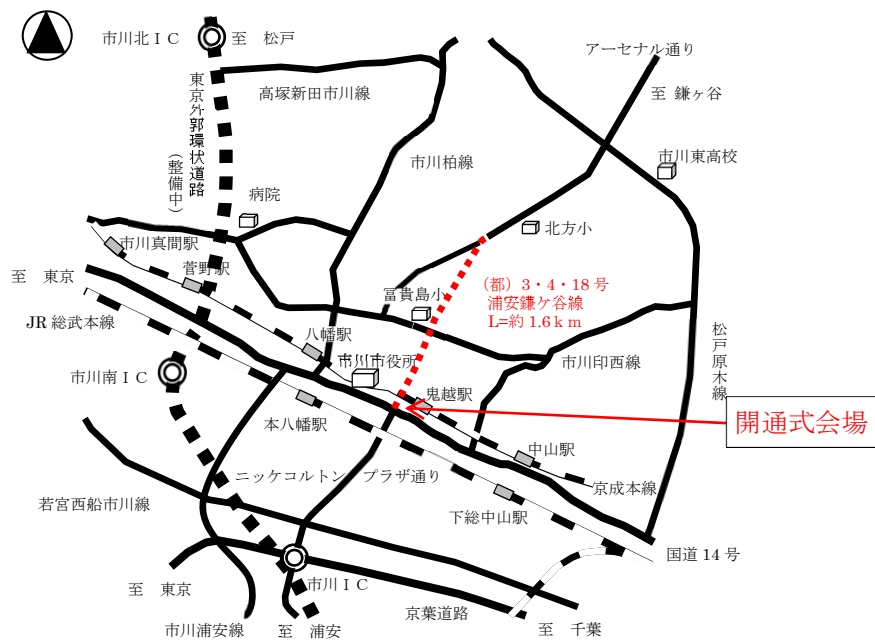 市川北ＩＣ
至 松戸
アーセナル通り
至 鎌ヶ谷
東京外郭環状道路
（整備中）
高塚新田市川線
市川柏線
市川東高校
病院
北方小
市川真間駅
至 東京
菅野駅
（都）３・４・18号
浦安鎌ケ谷線
L=約1.6ｋｍ
冨貴島小
JR総武本線
八幡駅
市川市役所
市川印西線
松戸原木線
市川南ＩＣ
鬼越駅
本八幡駅
開通式会場
中山駅
ニッケコルトン プラザ通り
京成本線
若宮西船市川線
下総中山駅
国道14号
至 東京
市川ＩＣ
京葉道路
市川浦安線
至 浦安
至 千葉